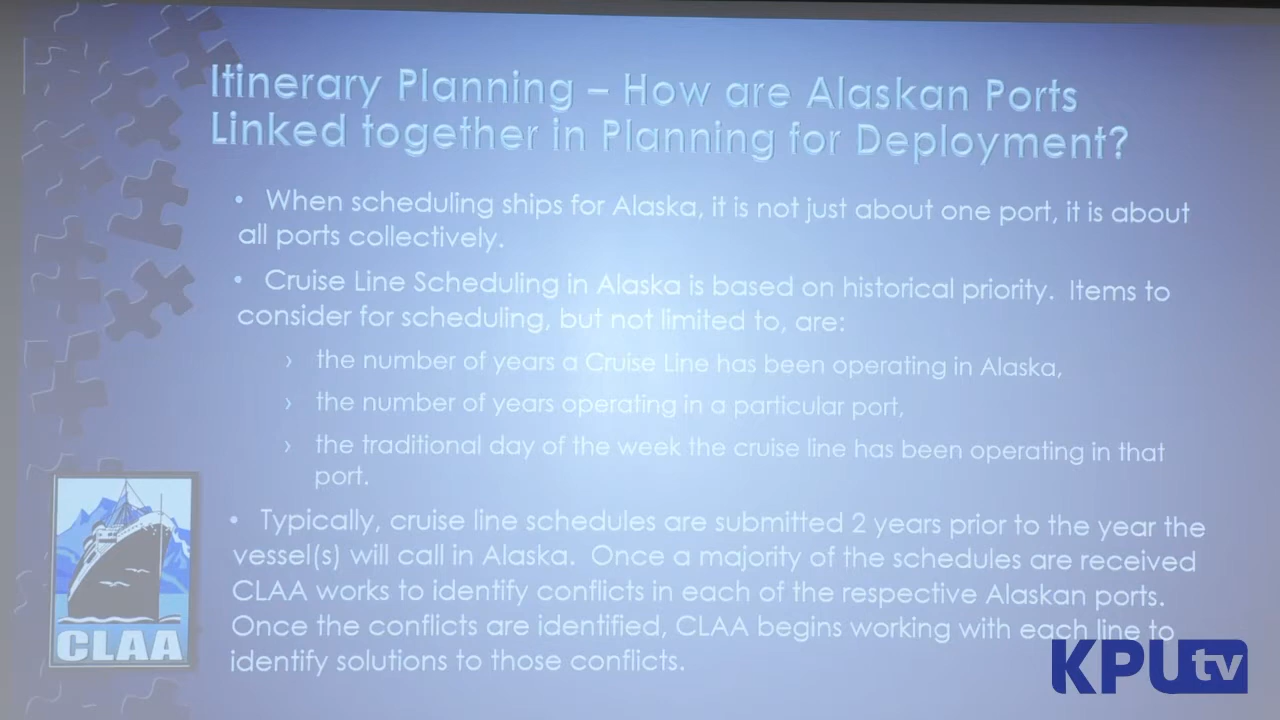 Itinerary Planning – How are Alaskan Ports
Linked together in Planning for Deployment?
• When scheduling ships for Alaska, it is not just about one port, it is about
all ports collectively.
• Cruise Line Scheduling in Alaska is based on historical priority. Items to
consider for scheduling, but not limited to, are:
› the number of years a Cruise Line has been operating in Alaska,
› the number of years operating in a particular port,
› the traditional day of the week the cruise line has been operating in that
port.
• Typically, cruise line schedules are submitted 2 years prior to the year the
vessel(s) will call in Alaska. Once a majority of the schedules are received
CLAA works to identify conflicts in each of the respective Alaskan ports.
Once the conflicts are identified, CLAA begins working with each line to
identify solutions to those conflicts.
CLAA
KPUtv